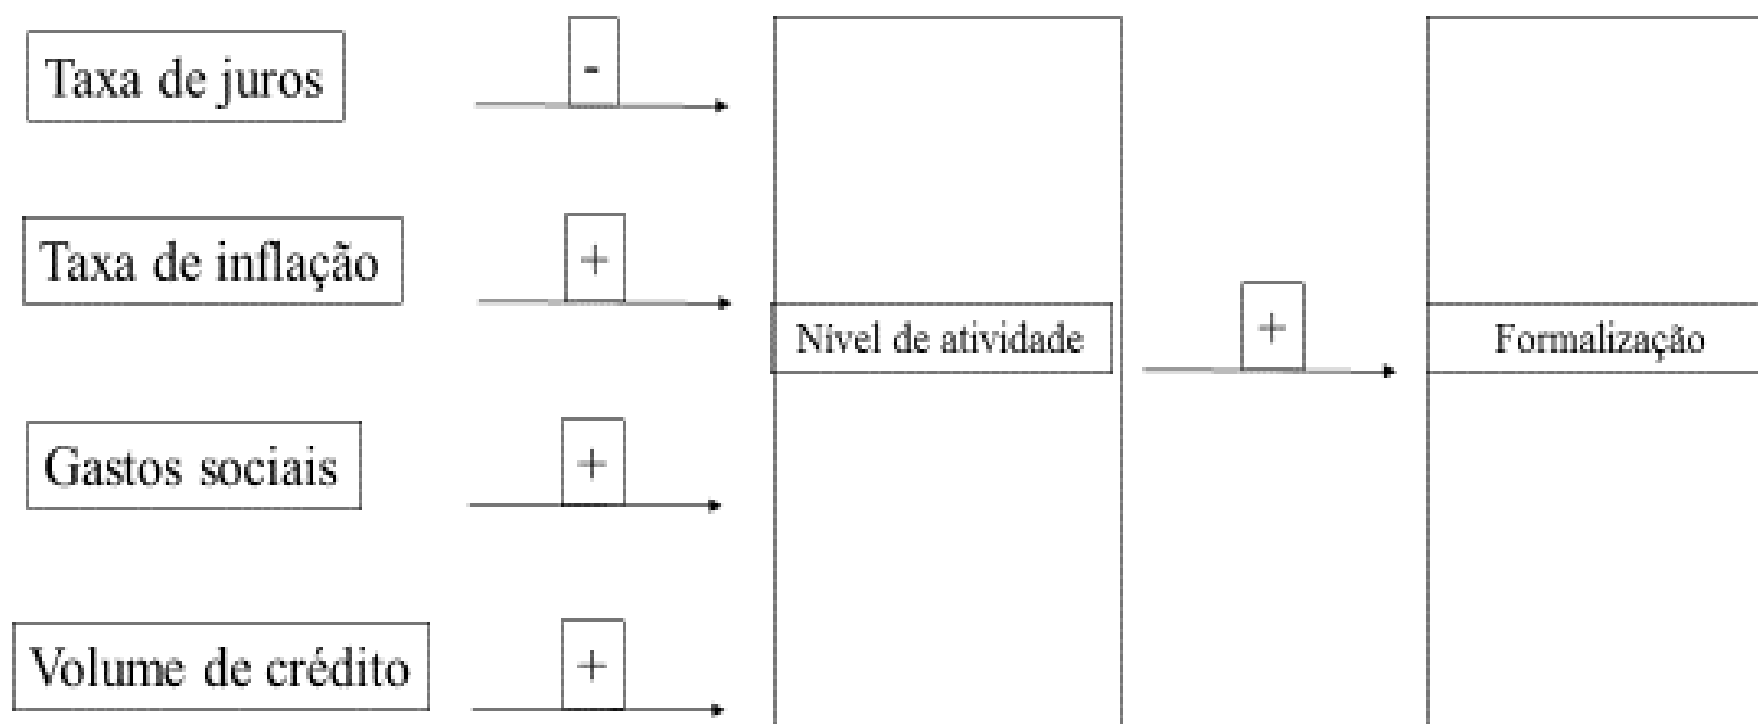 Taxa de juros
-
Taxa de inflação
+
Gastos sociais
+
Volume de crédito
+
Nível de atividade
+
Formalização